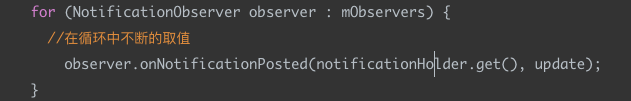 for (NotificationObserver observer : mObservers) {
//在循环中不断的取值
observer.onNotificationPosted(notificationHolder.get(), update);
}